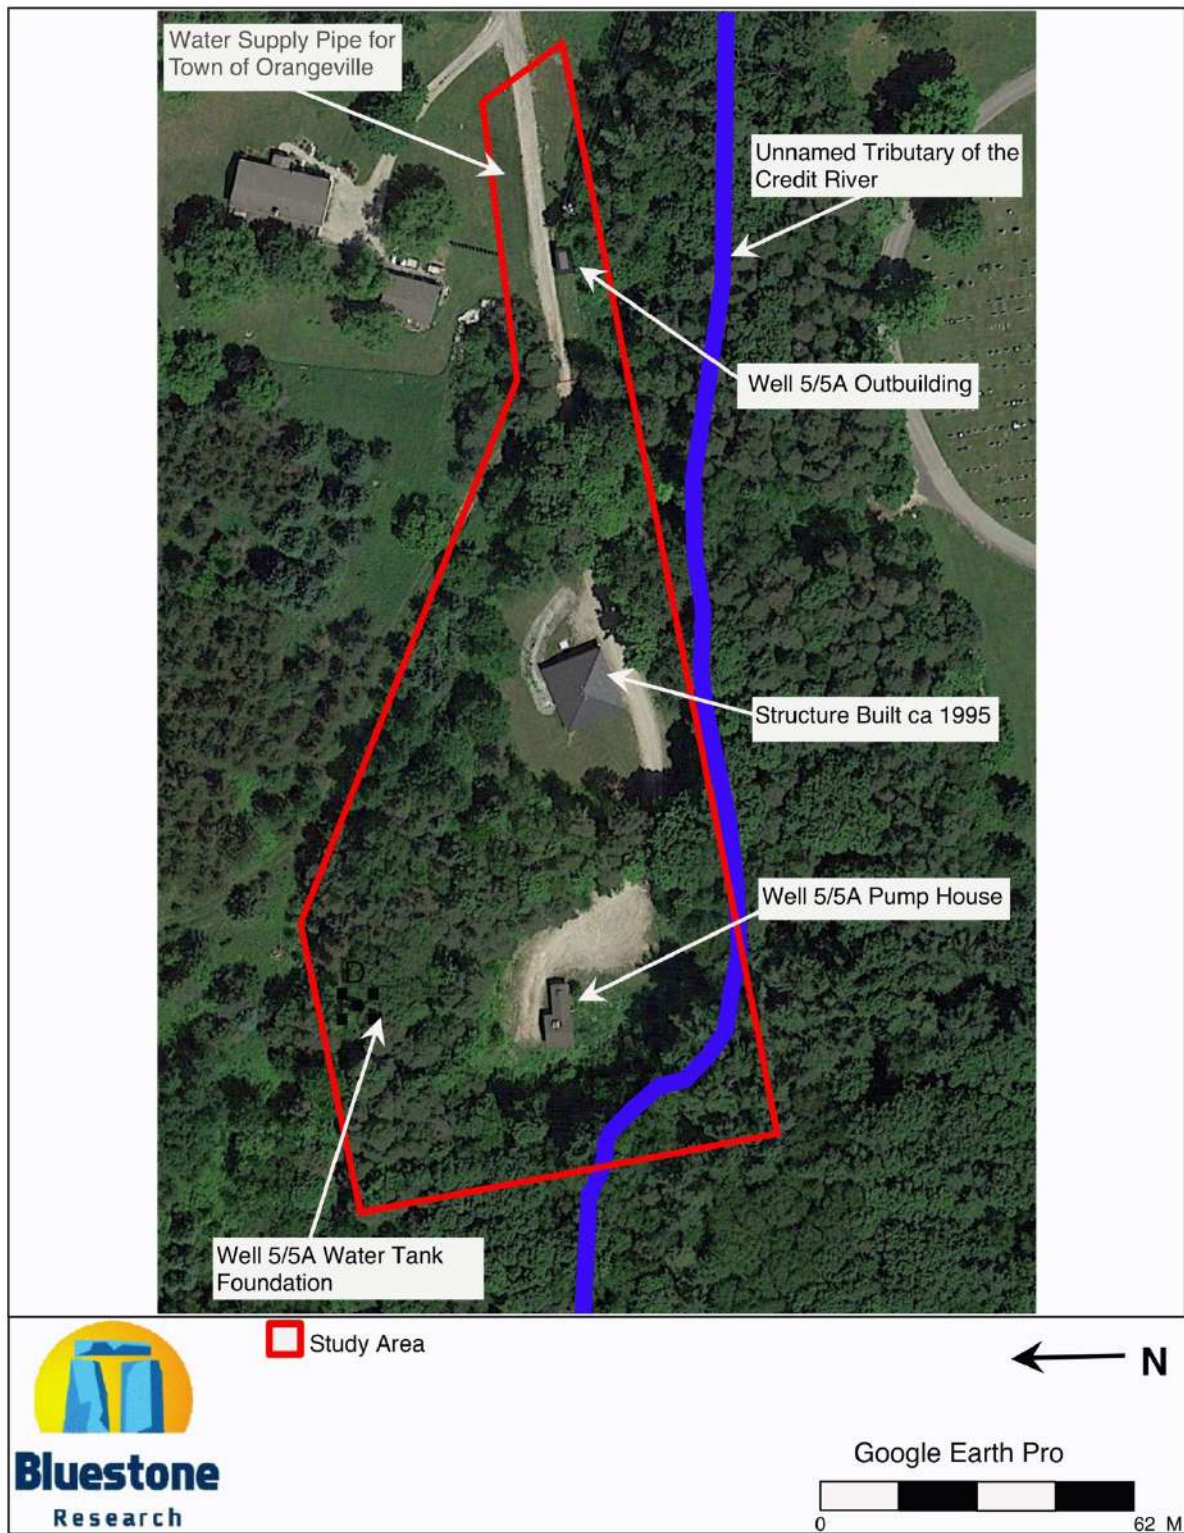 Water Supply Pipe for
Town of Orangeville
Unnamed Tributary of the
Credit River
Well 5/5A Outbuilding
Structure Built ca 1995
Well 5/5A Pump House
D
Well 5/5A Water Tank
Foundation
Study Area
N
Bluestone
Research
Google Earth Pro
0
62 M